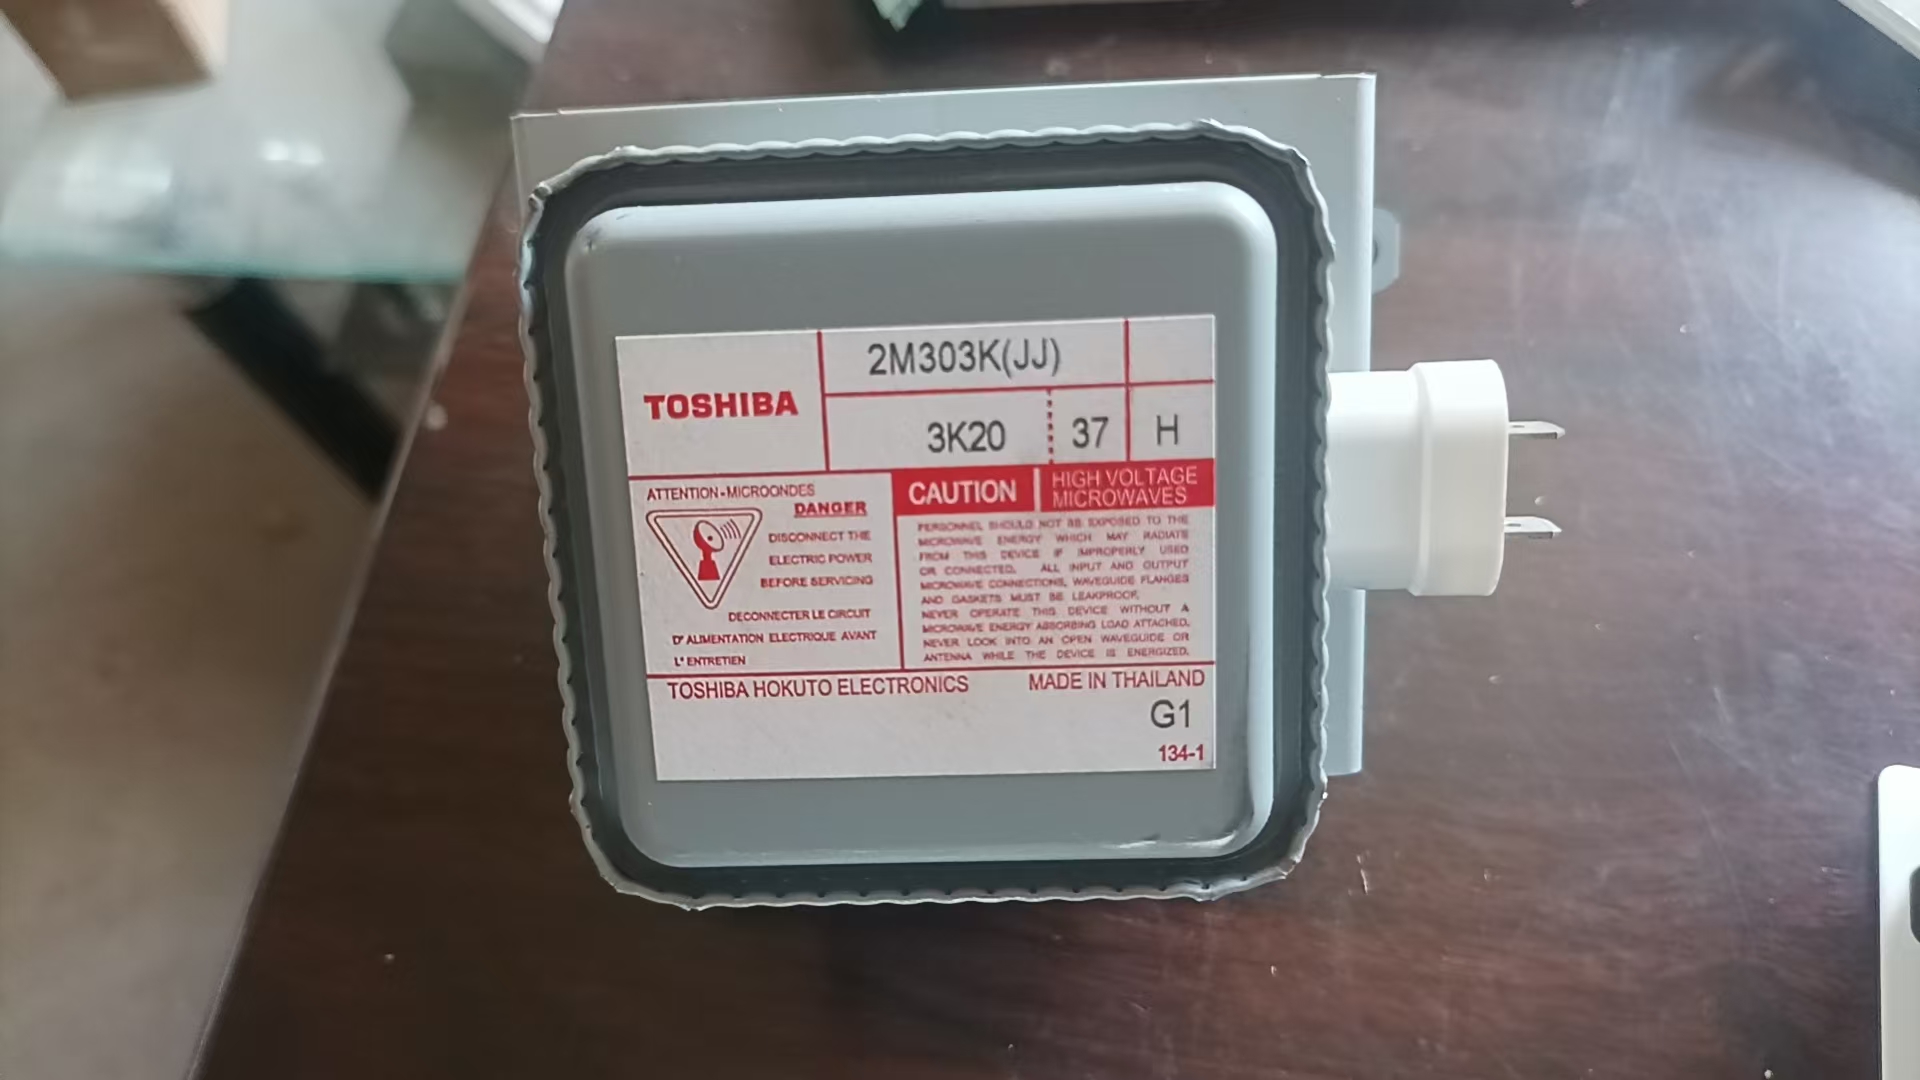 TOSHIBA
2M303K(JJ)
3K20 37 H
ATTENTION-MICROONDES
DANGER
DISCONNECT THE
ELECTRIC POWER
BEFORE SERVICING
DECONNECTER LE CIRCUIT
D' ALIMENTATION ELECTRIQUE AVANT
L' ENTRETIEN
CAUTION
HIGH VOLTAGE
MICROWAVES
PERSONNEL SHOULD NOT BE EXPOSED TO THE
MICROWAVE ENERGY WHICH MAY RADIATE
FROM THIS DEVICE IF IMPROPERLY USED
OR CONNECTED. ALL INPUT AND OUTPUT
MICROWAVE CONNECTIONS, WAVEGUIDE FLANGES
AND GASKETS MUST BE LEAKPROOF.
NEVER OPERATE THIS DEVICE WITHOUT A
MICROWAVE ENERGY ABSORBING LOAD ATTACHED.
NEVER LOOK INTO AN OPEN WAVEGUIDE OR
ANTENNA WHILE THE DEVICE IS ENERGIZED.
TOSHIBA HOKUTO ELECTRONICS MADE IN THAILAND
G1
134-1